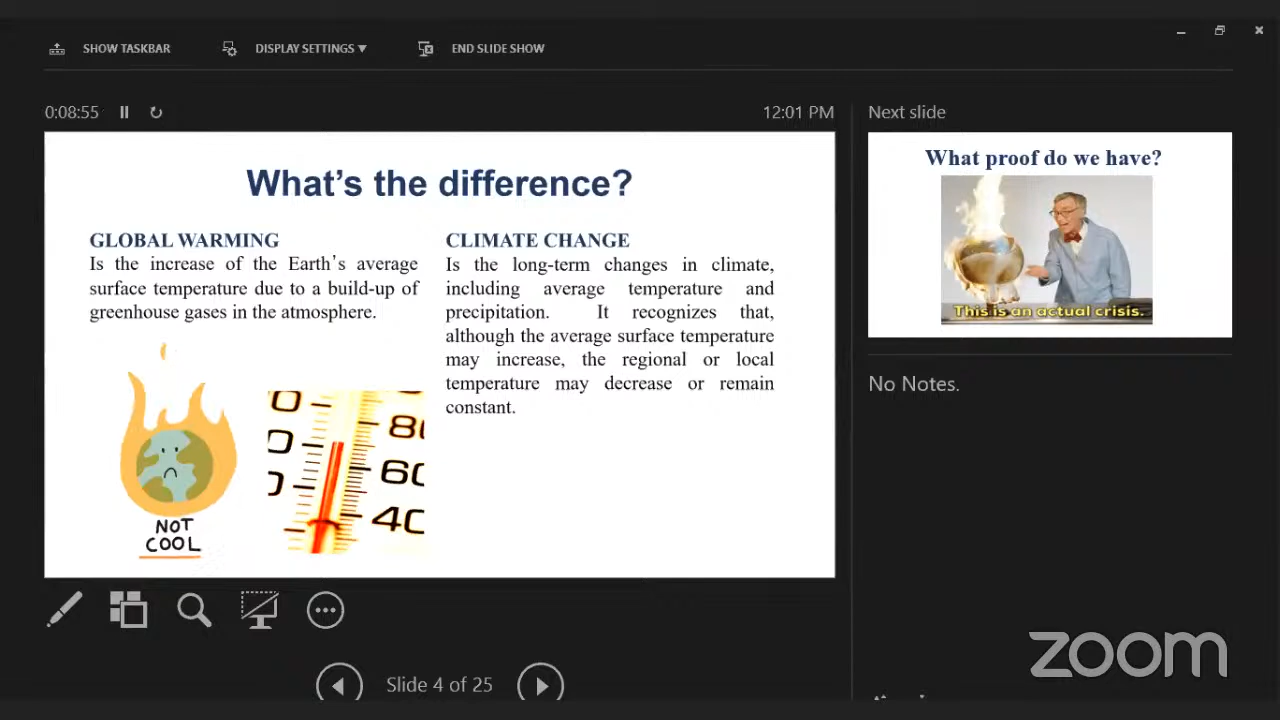 SHOW TASKBAR
DISPLAY SETTINGS ▼
END SLIDE SHOW
0:08:55
12:01 PM
What's the difference?
GLOBAL WARMING
Is the increase of the Earth's average
surface temperature due to a build-up of
greenhouse gases in the atmosphere.
NOT
COOL
80
60
40
CLIMATE CHANGE
Is the long-term changes in climate,
including average temperature and
precipitation. It recognizes that,
although the average surface temperature
may increase, the regional or local
temperature may decrease or remain
constant.
Next slide
What proof do we have?
This is an actual crisis.
No Notes.
Slide 4 of 25
zoom